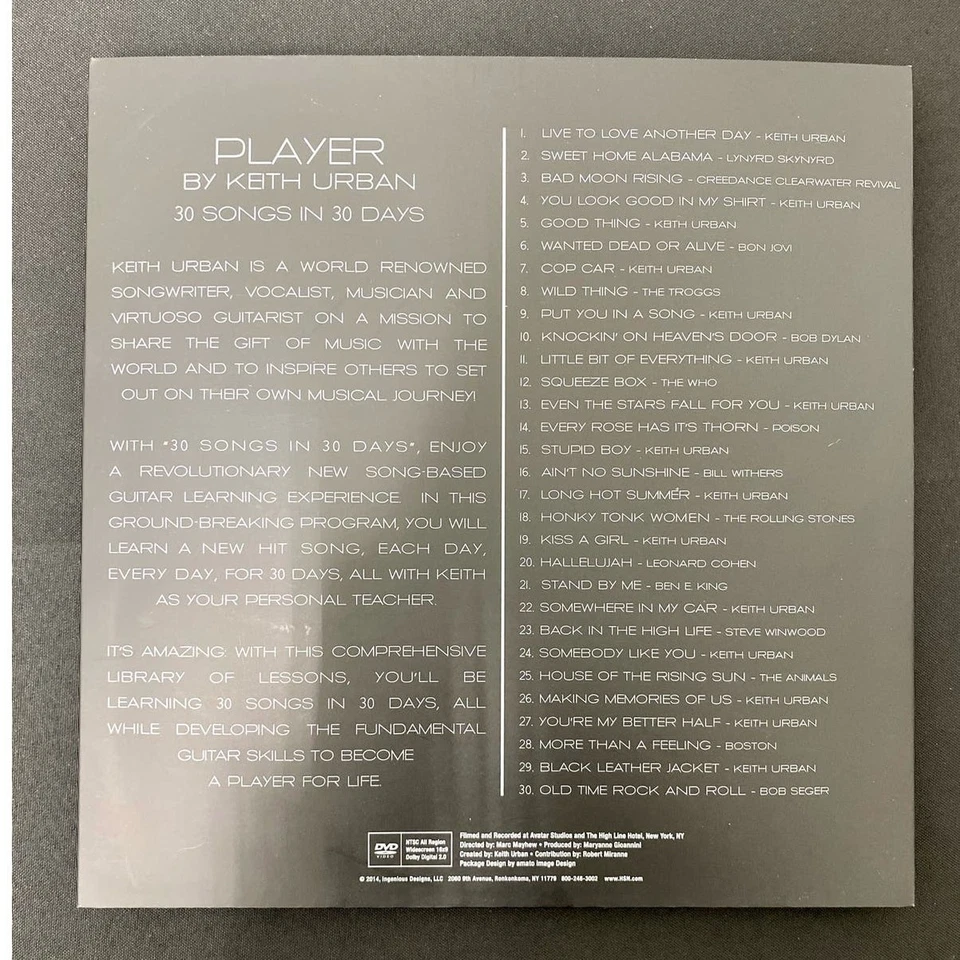 PLAYER
BY KEITH URBAN
30 SONGS IN 30 DAYS
KEITH URBAN IS A WORLD RENOWNED
SONGWRITER, VOCALIST, MUSICIAN AND
VIRTUOSO GUITARIST ON A MISSION TO
SHARE THE GIFT OF MUSIC WITH THE
WORLD AND TO INSPIRE OTHERS TO SET
OUT ON THEIR OWN MUSICAL JOURNEY!
WITH "30 SONGS IN 30 DAYS", ENJOY
A REVOLUTIONARY NEW SONG-BASED
GUITAR LEARNING EXPERIENCE. IN THIS
GROUND-BREAKING PROGRAM, YOU WILL
LEARN A NEW HIT SONG, EACH DAY,
EVERY DAY, FOR 30 DAYS, ALL WITH KEITH
AS YOUR PERSONAL TEACHER.
IT'S AMAZING: WITH THIS COMPREHENSIVE
LIBRARY OF LESSONS, YOU'LL BE
LEARNING 30 SONGS IN 30 DAYS, ALL
WHILE DEVELOPING THE FUNDAMENTAL
GUITAR SKILLS TO BECOME
A PLAYER FOR LIFE.
1. LIVE TO LOVE ANOTHER DAY - KEITH URBAN
2. SWEET HOME ALABAMA - LYNYRD SKYNYRD
3. BAD MOON RISING - CREEDANCE CLEARWATER REVIVAL
4. YOU LOOK GOOD IN MY SHIRT - KEITH URBAN
5. GOOD THING - KEITH URBAN
6. WANTED DEAD OR ALIVE - BON JOVI
7. COP CAR - KEITH URBAN
8. WILD THING - THE TROGGS
9. PUT YOU IN A SONG - KEITH URBAN
10. KNOCKIN' ON HEAVEN'S DOOR - BOB DYLAN
11. LITTLE BIT OF EVERYTHING - KEITH URBAN
12. SQUEEZE BOX - THE WHO
13. EVEN THE STARS FALL FOR YOU - KEITH URBAN
14. EVERY ROSE HAS IT'S THORN - POISON
15. STUPID BOY - KEITH URBAN
16. AIN'T NO SUNSHINE - BILL WITHERS
17. LONG HOT SUMMER - KEITH URBAN
18. HONKY TONK WOMEN - THE ROLLING STONES
19. KISS A GIRL - KEITH URBAN
20. HALLELUJAH - LEONARD COHEN
21. STAND BY ME - BEN E. KING
22. SOMEWHERE IN MY CAR - KEITH URBAN
23. BACK IN THE HIGH LIFE - STEVE WINWOOD
24. SOMEBODY LIKE YOU - KEITH URBAN
25. HOUSE OF THE RISING SUN - THE ANIMALS
26. MAKING MEMORIES OF US - KEITH URBAN
27. YOU'RE MY BETTER HALF - KEITH URBAN
28. MORE THAN A FEELING - BOSTON
29. BLACK LEATHER JACKET - KEITH URBAN
30. OLD TIME ROCK AND ROLL - BOB SEGER
DVD
VIDEO
NTSC All Region
Widescreen 16x9
Dolby Digital 2.0
Filmed and Recorded at Avatar Studios and The High Line Hotel, New York, NY
Directed by: Marc Mayhew • Produced by: Maryanne Gioannini
Created by: Keith Urban • Contribution by: Robert Miranne
Package Design by amato Image Design
© 2014, Ingenious Designs, LLC 2060 9th Avenue, Ronkonkoma, NY 11779 800-246-3002 www.HSN.com